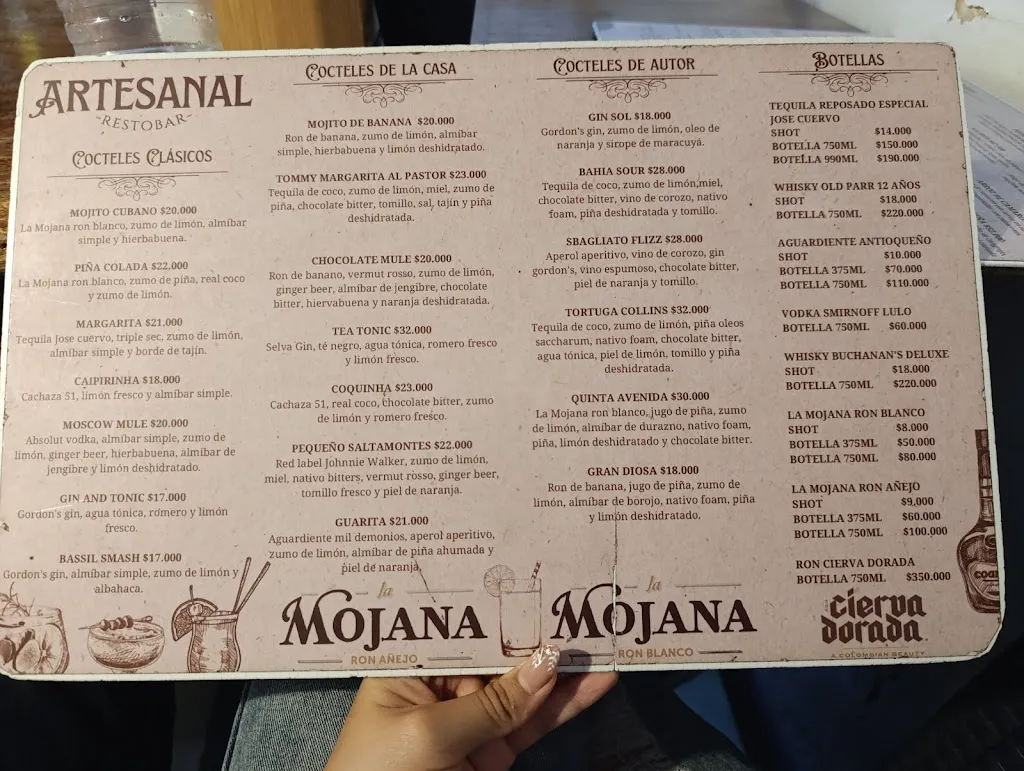 ARTESANAL
-RESTOBAR-
COCTELES CLÁSICOS
MOJITO CUBANO $20.000
La Mojana ron blanco, zumo de limón, almíbar
simple y hierbabuena.
PIÑA COLADA $22.000
La Mojana ron blanco, zumo de piña, real coco
y zumo de limón.
MARGARITA $21.000
Tequila Jose cuervo, triple sec, zumo de limón,
almíbar simple y borde de tajín.
CAIPIRINHA $18.000
Cachaza 51, limón fresco y almíbar simple.
MOSCOW MULE $20.000
Absolut vodka, almíbar simple, zumo de
limón, ginger beer, hierbabuena, almíbar de
jengibre y limón deshidratado.
GIN AND TONIC $17.000
Gordon's gin, agua tónica, romero y limón
fresco.
BASSIL SMASH $17.000
Gordon's gin, almíbar simple, zumo de limón y
albahaca.
COCTELES DE LA CASA
MOJITO DE BANANA $20.000
Ron de banana, zumo de limón, almíbar
simple, hierbabuena y limón deshidratado.
TOMMY MARGARITA AL PASTOR $23.000
Tequila de coco, zumo de limón, miel, zumo de
piña, chocolate bitter, tomillo, sal, tajín y piña
deshidratada.
CHOCOLATE MULE $20.000
Ron de banano, vermut rosso, zumo de limón,
ginger beer, almíbar de jengibre, chocolate
bitter, hiervabuena y naranja deshidratada.
TEA TONIC $32.000
Selva Gin, té negro, agua tónica, romero fresco
y limón fresco.
COQUINHA $23.000
Cachaza 51, real coco, chocolate bitter, zumo
de limón y romero fresco.
PEQUEÑO SALTAMONTES $22.000
Red label Johnnie Walker, zumo de limón,
miel, nativo bitters, vermut rosso, ginger beer,
tomillo fresco y piel de naranja.
GUARITA $21.000
Aguardiente mil demonios, aperol aperitivo,
zumo de limón, almíbar de piña ahumada y
piel de naranja.
la
MOJANA
RON AÑEJO
COCTELES DE AUTOR
GIN SOL $18.000
Gordon's gin, zumo de limón, oleo de
naranja y sirope de maracuyá.
BAHIA SOUR $28.000
Tequila de coco, zumo de limón,miel,
chocolate bitter, vino de corozo, nativo
foam, piña deshidratada y tomillo.
SBAGLIATO FLIZZ $28.000
Aperol aperitivo, vino de corozo, gin
gordon's, vino espumoso, chocolate bitter,
piel de naranja y tomillo.
TORTUGA COLLINS $32.000
Tequila de coco, zumo de limón, piña oleos
saccharum, nativo foam, chocolate bitter,
agua tónica, piel de limón, tomillo y piña
deshidratada.
QUINTA AVENIDA $30.000
La Mojana ron blanco, jugo de piña, zumo
de limón, almíbar de durazno, nativo foam,
piña, limón deshidratado y chocolate bitter.
GRAN DIOSA $18.000
Ron de banana, jugo de piña, zumo de
limón, almíbar de borojo, nativo foam, piña
y limón deshidratado.
la
MOJANA
RON BLANCO
BOTELLAS
TEQUILA REPOSADO ESPECIAL
JOSE CUERVO
SHOT $14.000
BOTELLA 750ML $150.000
BOTELLA 990ML $190.000
WHISKY OLD PARR 12 AÑOS
SHOT $18.000
BOTELLA 750ML $220.000
AGUARDIENTE ANTIOQUEÑO
SHOT $10.000
BOTELLA 375ML $70.000
BOTELLA 750ML $110.000
VODKA SMIRNOFF LULO
BOTELLA 750ML $60.000
WHISKY BUCHANAN'S DELUXE
SHOT $18.000
BOTELLA 750ML $220.000
LA MOJANA RON BLANCO
SHOT $8.000
BOTELLA 375ML $50.000
BOTELLA 750ML $80.000
LA MOJANA RON AÑEJO
SHOT $9,000
BOTELLA 375ML $60.000
BOTELLA 750ML $100.000
RON CIERVA DORADA
BOTELLA 750ML $350.000
cierva
dorada
A COLOMBIAN BEAUTY